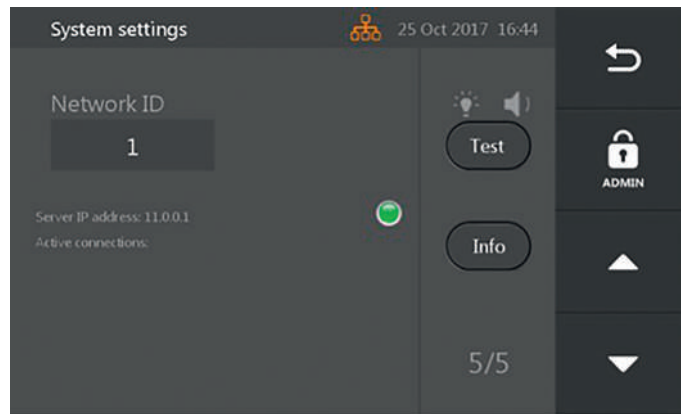 System settings
25 Oct 2017 16:44
Network ID
1
Test
ADMIN
Server IP address: 11.0.0.1
Active connections:
Info
5/5